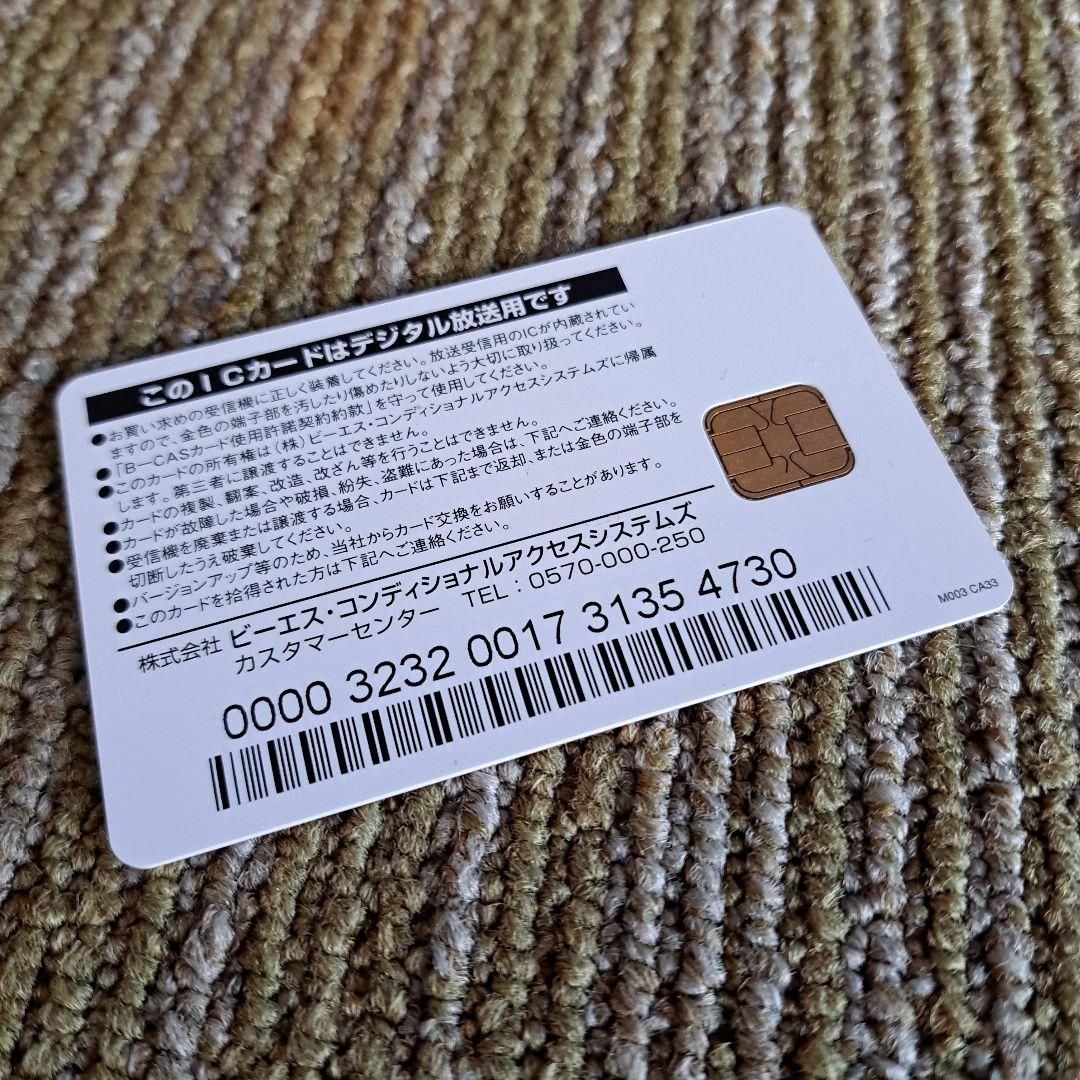 このICカードはデジタル放送用です
●お買い求めの受信機に正しく装着してください。放送受信用のICが内蔵されてい
ますので、金色の端子部を汚したり傷めたりしないよう大切に取り扱ってください。
●「B-CASカード使用許諾契約約款」を守って使用してください。
●このカードの所有権は(株)ビーエス・コンディショナルアクセスシステムズに帰属
します。第三者に譲渡することはできません。
●カードの複製、翻案、改造、改ざん等を行うことはできません。
●カードが故障した場合や破損、紛失、盗難にあった場合は、下記へご連絡ください。
●受信機を廃棄または譲渡する場合、カードは下記まで返却、または金色の端子部を
切断したうえ破棄してください。
●バージョンアップ等のため、当社からカード交換をお願いすることがあります。
●このカードを拾得された方は下記へご連絡ください。
株式会社 ビーエス・コンディショナルアクセスシステムズ
カスタマーセンター TEL:0570-000-250
0000 3232 0017 3135 4730
M003 CA33